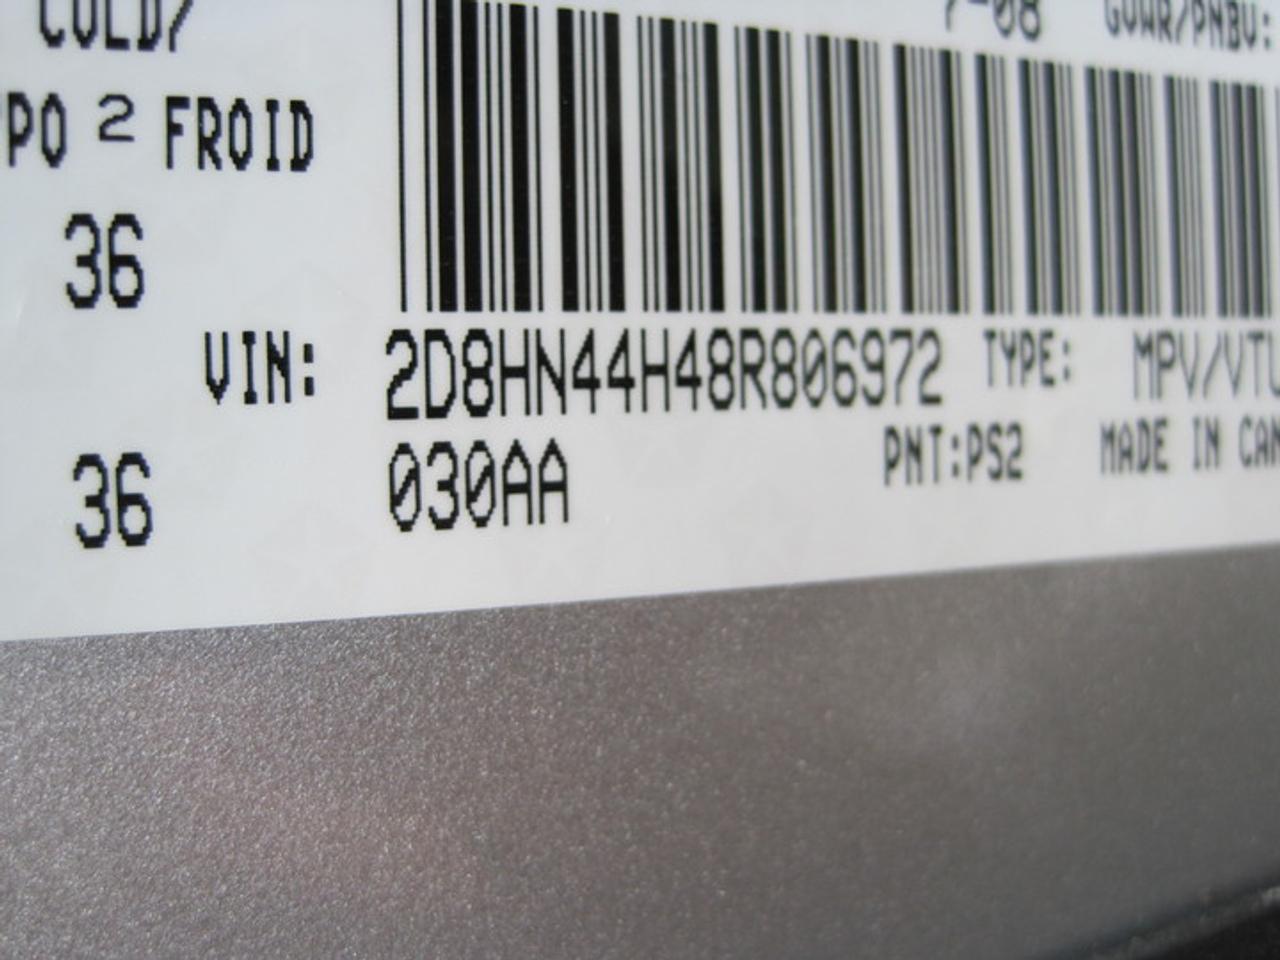 COLD/ 7-08 GVWR/PNBV:
PO 2 FROID
36
VIN: 2D8HN44H48R806972 TYPE: MPV/VTU
36 030AA PNT:PS2 MADE IN CAN